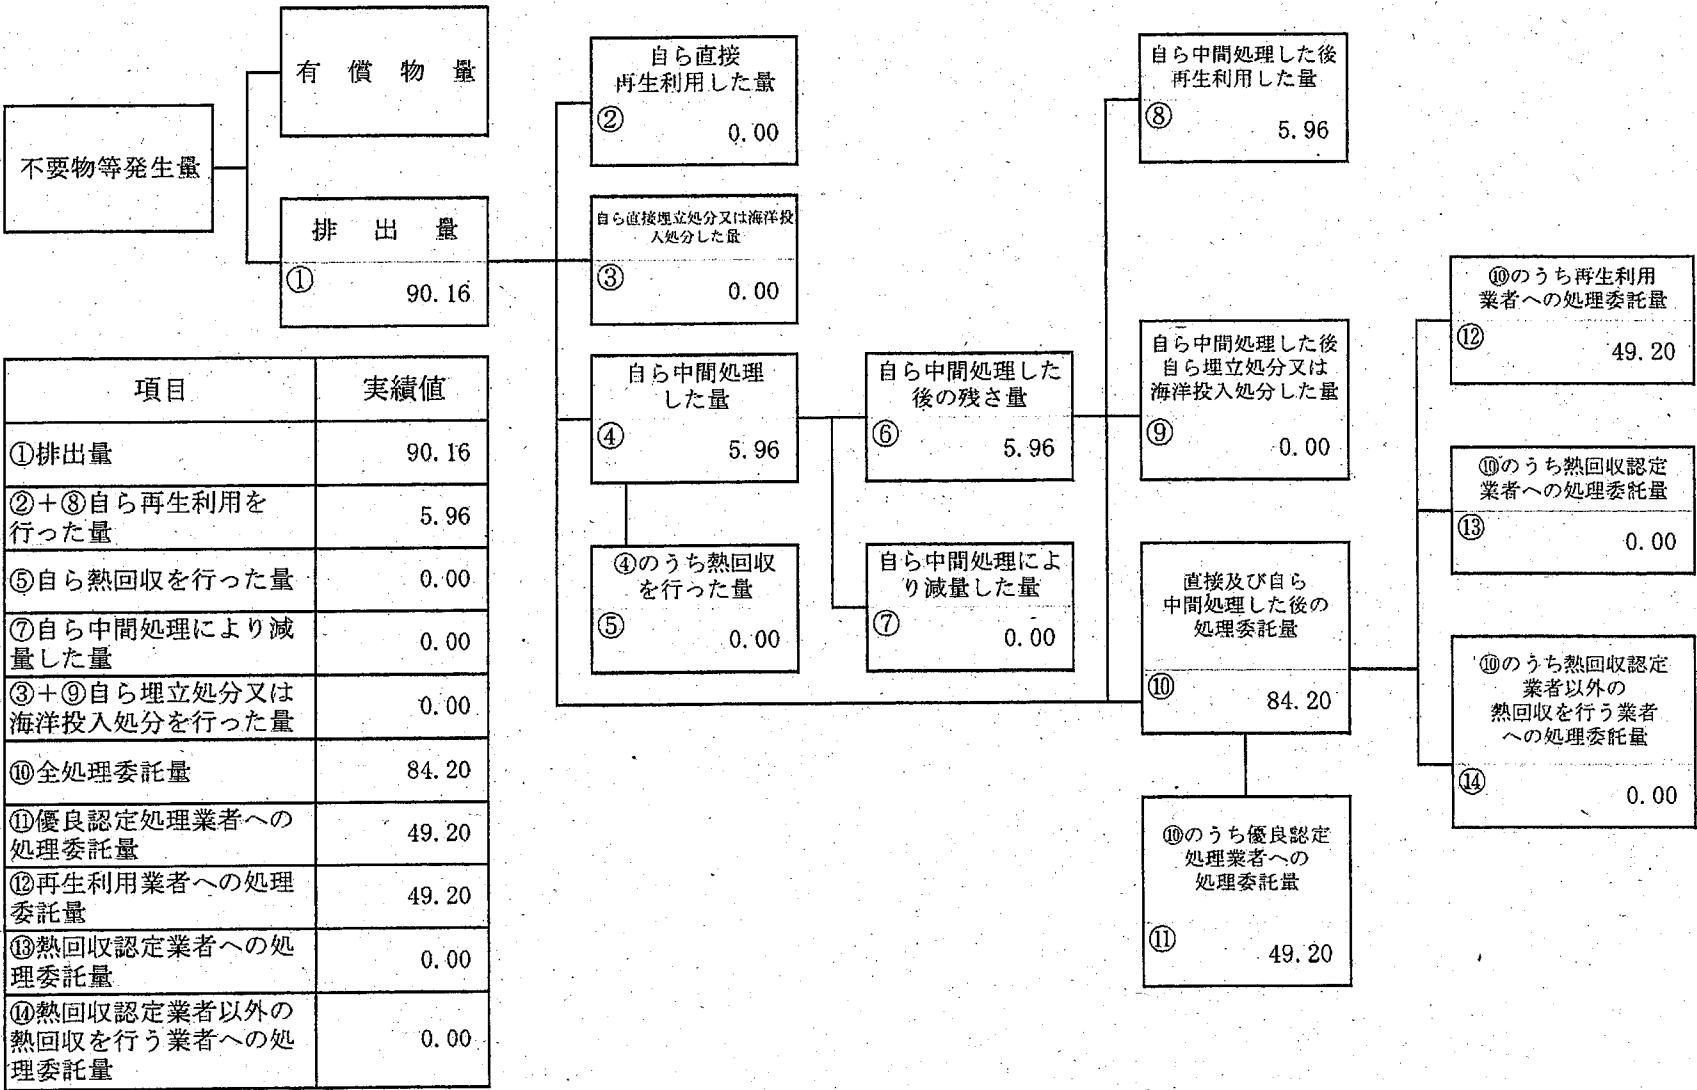 不要物等発生量
有償物量
排出量
①
90.16
自ら直接
再生利用した量
②
0.00
自ら直接埋立処分又は海洋投
入処分した量
③
0.00
自ら中間処理
した量
④
5.96
④のうち熱回収
を行った量
⑤
0.00
自ら中間処理した
後の残さ量
⑥
5.96
自ら中間処理によ
り減量した量
⑦
0.00
自ら中間処理した後
再生利用した量
⑧
5.96
自ら中間処理した後
自ら埋立処分又は
海洋投入処分した量
⑨
0.00
直接及び自ら
中間処理した後の
処理委託量
⑩
84.20
⑩のうち優良認定
処理業者への
処理委託量
⑪
49.20
⑩のうち再生利用
業者への処理委託量
⑫
49.20
⑩のうち熱回収認定
業者への処理委託量
⑬
0.00
⑩のうち熱回収認定
業者以外の
熱回収を行う業者
への処理委託量
⑭
0.00
項目 実績値
①排出量 90.16
②+⑧自ら再生利用を
行った量 5.96
⑤自ら熱回収を行った量 0.00
⑦自ら中間処理により減
量した量 0.00
③+⑨自ら埋立処分又は
海洋投入処分を行った量 0.00
⑩全処理委託量 84.20
⑪優良認定処理業者への
処理委託量 49.20
⑫再生利用業者への処理
委託量 49.20
⑬熱回収認定業者への処
理委託量 0.00
⑭熱回収認定業者以外の
熱回収を行う業者への処
理委託量 0.00